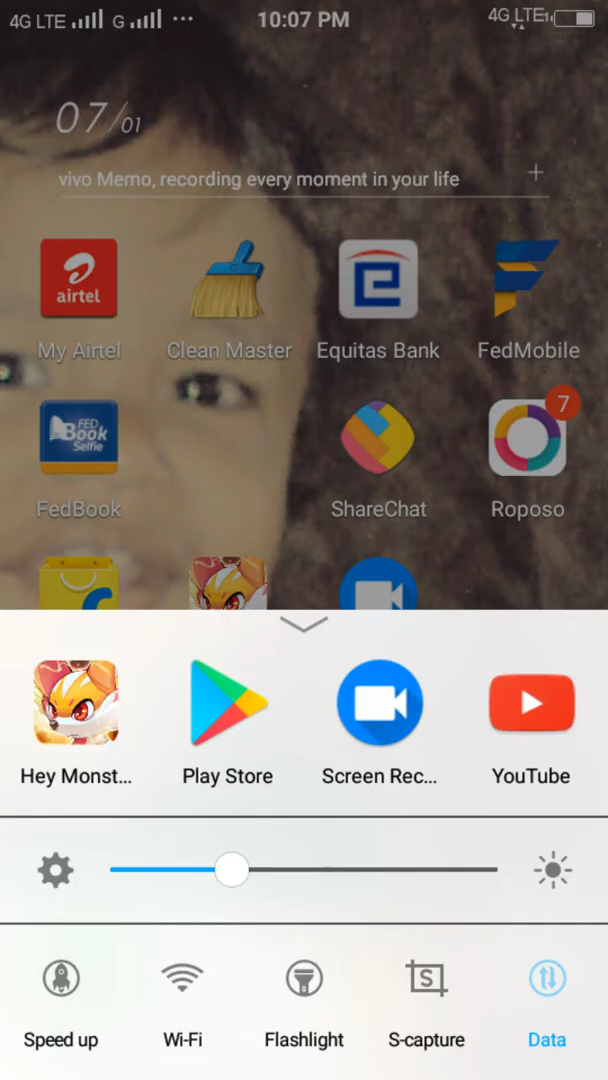 4G LTE G ••• 10:07 PM 4G LTE
07/01
vivo Memo, recording every moment in your life +
airtel
My Airtel Clean Master Equitas Bank FedMobile
FED
Book
Selfie
7
FedBook ShareChat Roposo
Hey Monst... Play Store Screen Rec... YouTube
S
Speed up Wi-Fi Flashlight S-capture Data